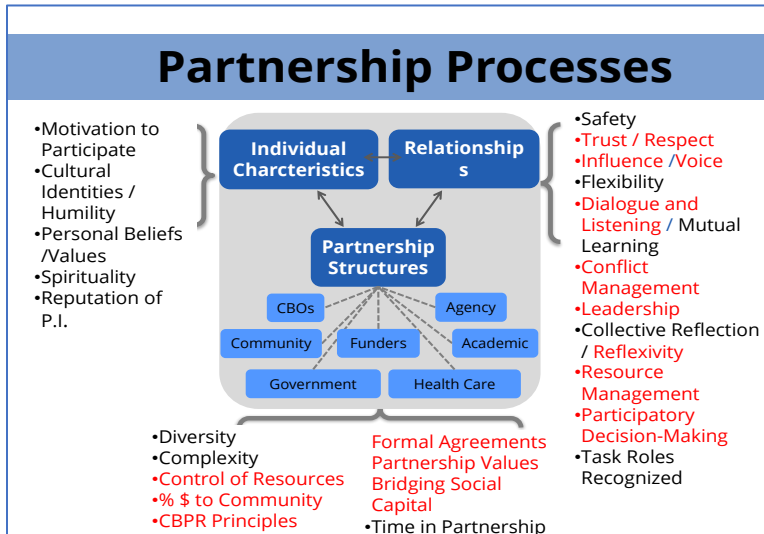 Partnership Processes
•Motivation to
Participate
•Cultural
Identities /
Humility
•Personal Beliefs
/Values
•Spirituality
•Reputation of
P.I.
Individual
Charcteristics
Relationship
s
Partnership
Structures
CBOs
Agency
Community
Funders
Academic
Government
Health Care
•Safety
•Trust / Respect
•Influence /Voice
•Flexibility
•Dialogue and
Listening / Mutual
Learning
•Conflict
Management
•Leadership
•Collective Reflection
/ Reflexivity
•Resource
Management
•Participatory
Decision-Making
•Task Roles
Recognized
•Diversity
•Complexity
•Control of Resources
•% $ to Community
•CBPR Principles
Formal Agreements
Partnership Values
Bridging Social
Capital
•Time in Partnership